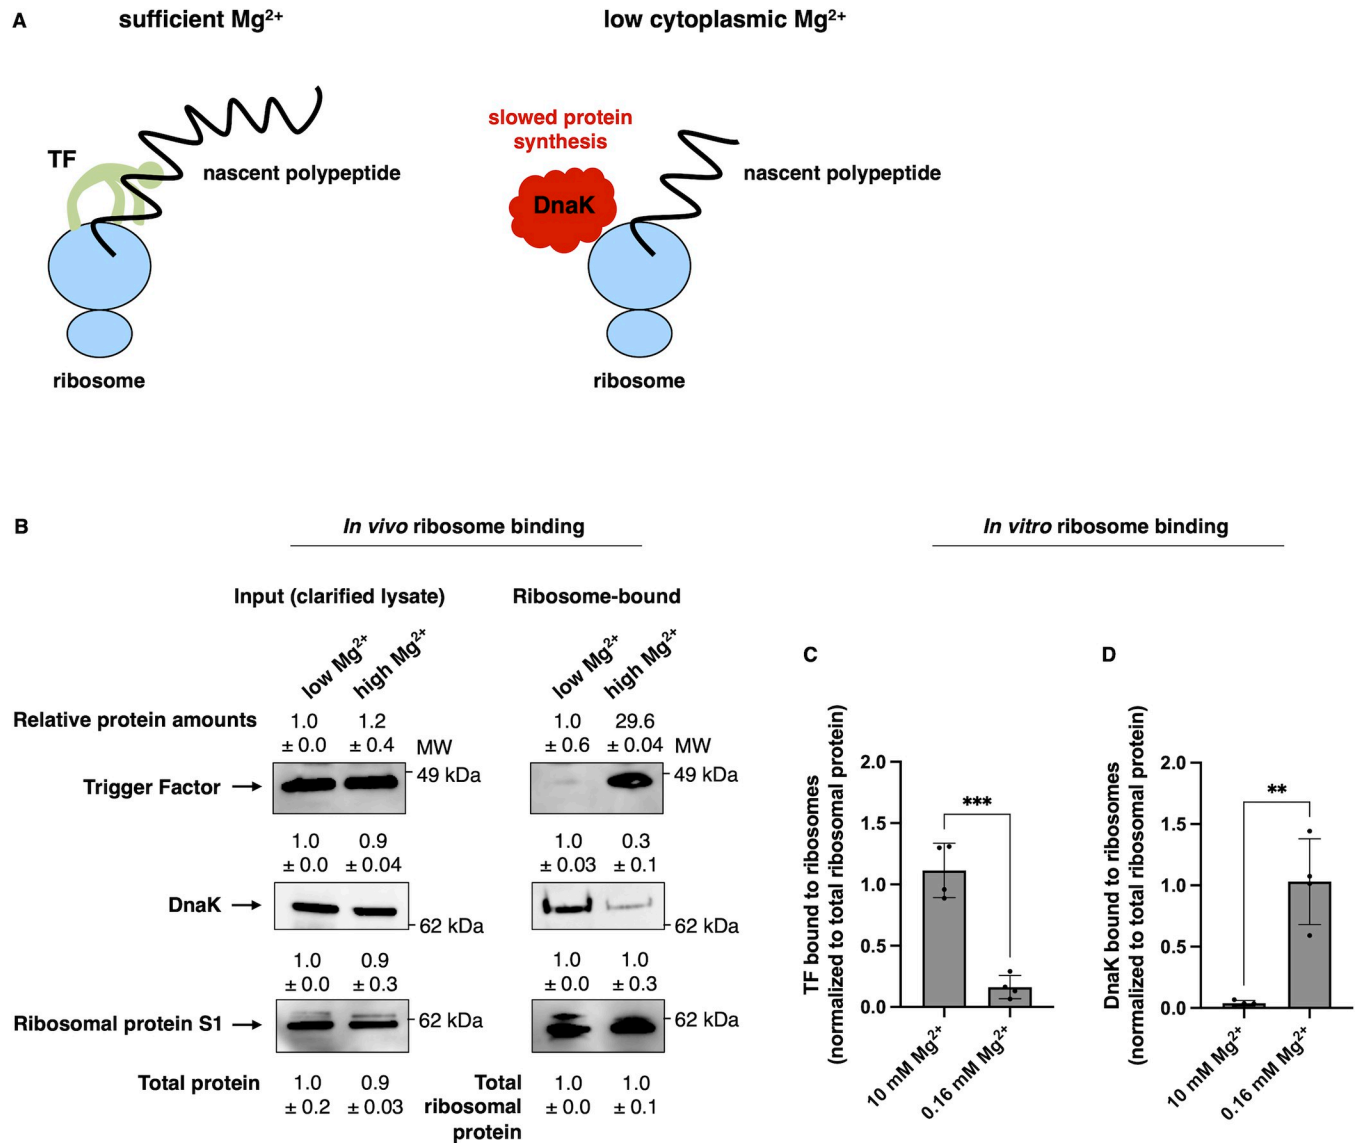 A
sufficient Mg²⁺
low cytoplasmic Mg²⁺
TF
nascent polypeptide
ribosome
slowed protein
synthesis
DnaK
nascent polypeptide
ribosome
B
In vivo ribosome binding
Input (clarified lysate)
Ribosome-bound
low Mg²⁺
high Mg²⁺
low Mg²⁺
high Mg²⁺
Relative protein amounts
1.0 1.2 1.0 29.6
± 0.0 ± 0.4 MW ± 0.6 ± 0.04 MW
Trigger Factor → 49 kDa 49 kDa
1.0 0.9 1.0 0.3
± 0.0 ± 0.04 ± 0.03 ± 0.1
DnaK → 62 kDa 62 kDa
1.0 0.9 1.0 1.0
± 0.0 ± 0.3 ± 0.0 ± 0.3
Ribosomal protein S1 → 62 kDa 62 kDa
Total protein 1.0 0.9
± 0.2 ± 0.03
Total
ribosomal
protein
1.0 1.0
± 0.0 ± 0.1
In vitro ribosome binding
C
TF bound to ribosomes
(normalized to total ribosomal protein)
2.0
1.5
1.0
0.5
0.0
***
10 mM Mg²⁺
0.16 mM Mg²⁺
D
DnaK bound to ribosomes
(normalized to total ribosomal protein)
2.0
1.5
1.0
0.5
0.0
**
10 mM Mg²⁺
0.16 mM Mg²⁺